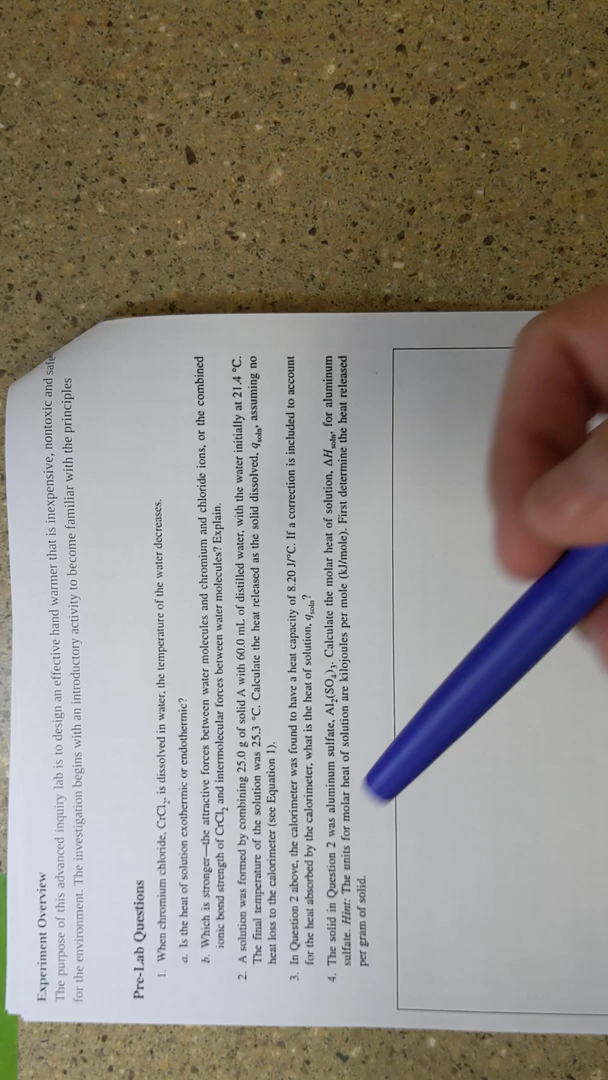 Experiment Overview
The purpose of this advanced inquiry lab is to design an effective hand warmer that is inexpensive, nontoxic and safe
for the environment. The investigation begins with an introductory activity to become familiar with the principles
Pre-Lab Questions
1. When chromium chloride, CrCl₂, is dissolved in water, the temperature of the water decreases.
a. Is the heat of solution exothermic or endothermic?
b. Which is stronger—the attractive forces between water molecules and chromium and chloride ions, or the combined
ionic bond strength of CrCl₂ and intermolecular forces between water molecules? Explain.
2. A solution was formed by combining 25.0 g of solid A with 60.0 mL of distilled water, with the water initially at 21.4 °C.
The final temperature of the solution was 25.3 °C. Calculate the heat released as the solid dissolved, qsoln, assuming no
heat loss to the calorimeter (see Equation 1).
3. In Question 2 above, the calorimeter was found to have a heat capacity of 8.20 J/°C. If a correction is included to account
for the heat absorbed by the calorimeter, what is the heat of solution, qsoln?
4. The solid in Question 2 was aluminum sulfate, Al₂(SO₄)₃. Calculate the molar heat of solution, ΔHsoln, for aluminum
sulfate. Hint: The units for molar heat of solution are kilojoules per mole (kJ/mole). First determine the heat released
per gram of solid.